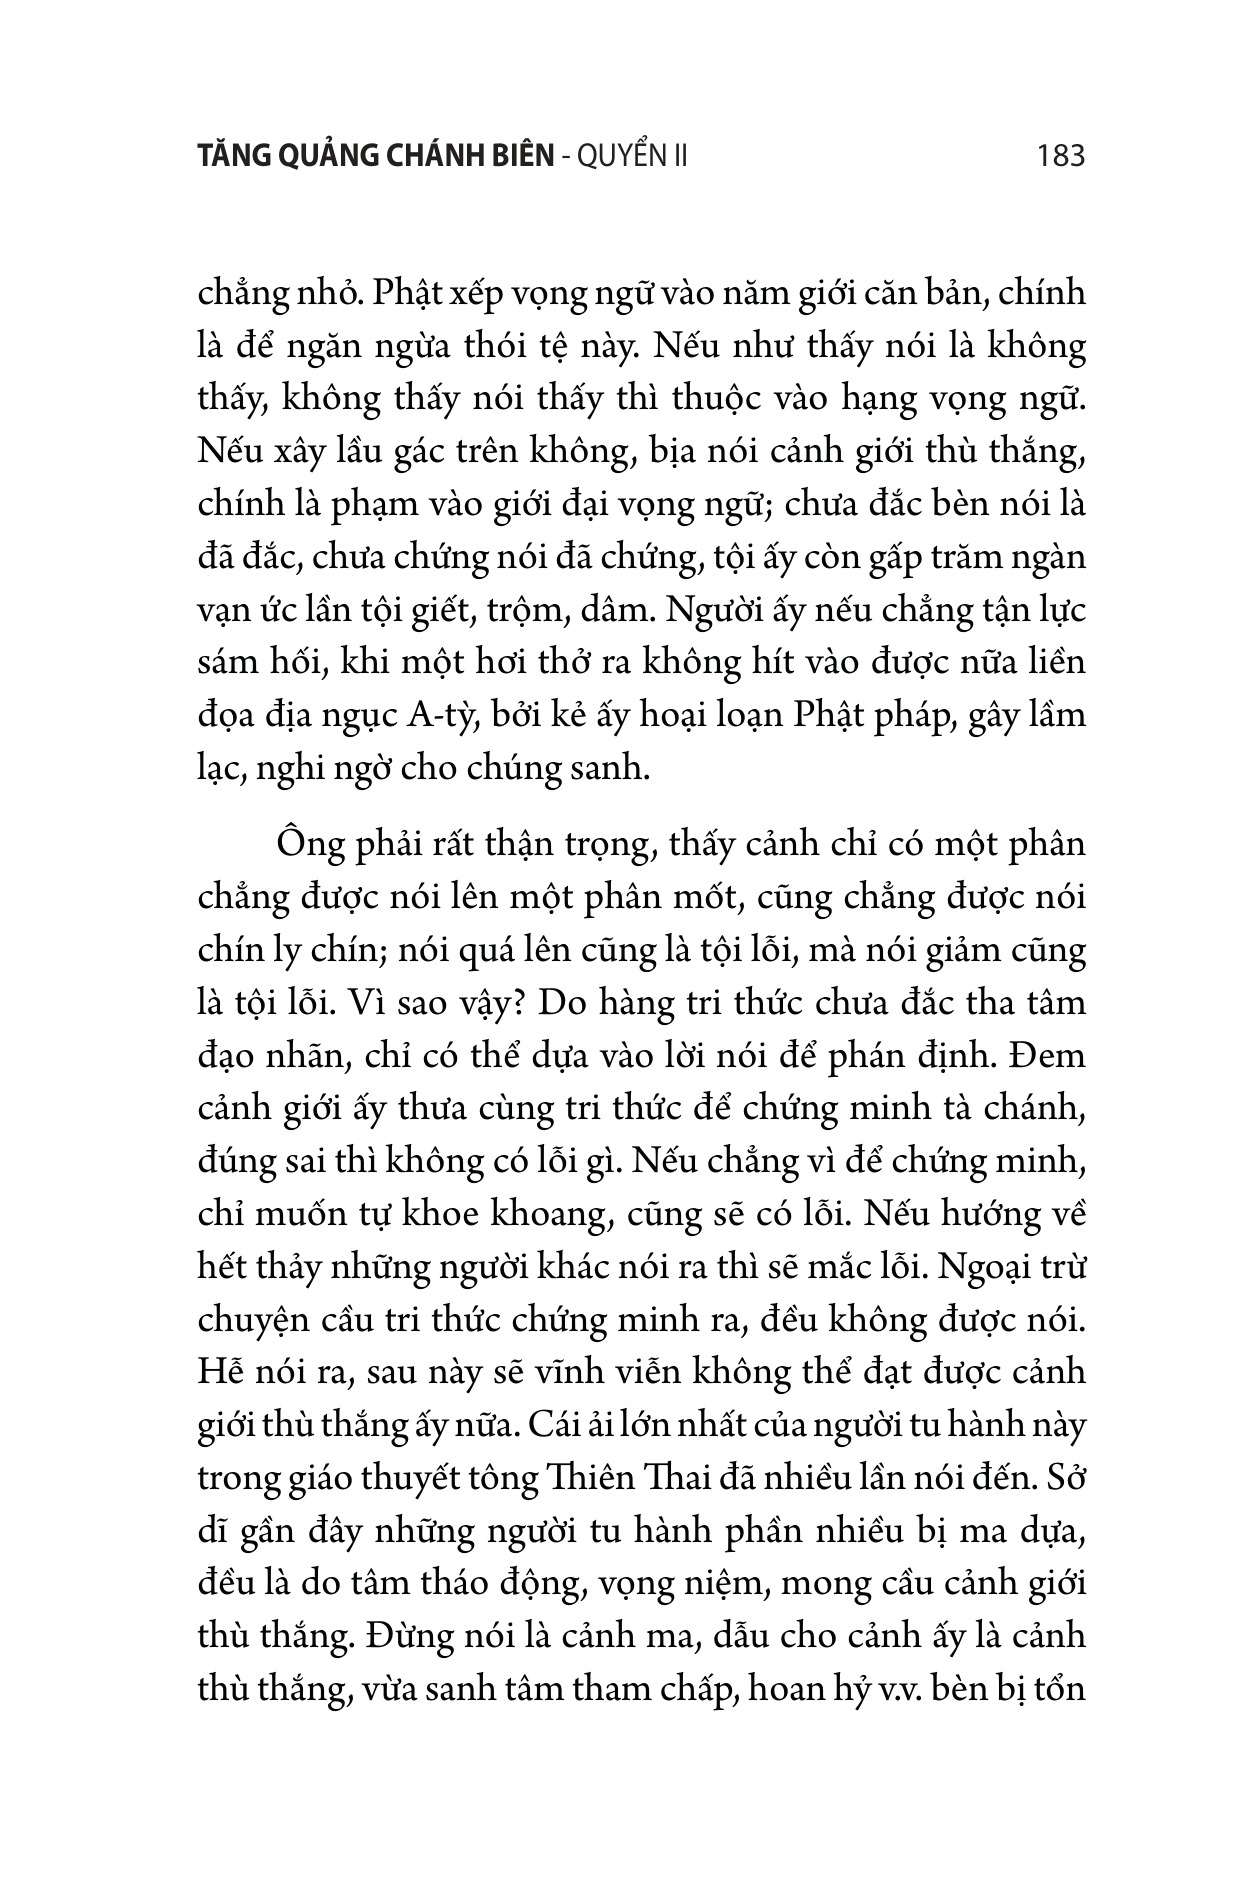 TĂNG QUẢNG CHÁNH BIÊN - QUYỂN II 183
chẳng nhỏ. Phật xếp vọng ngữ vào năm giới căn bản, chính
là để ngăn ngừa thói tệ này. Nếu như thấy nói là không
thấy, không thấy nói thấy thì thuộc vào hạng vọng ngữ.
Nếu xây lầu gác trên không, bịa nói cảnh giới thù thắng,
chính là phạm vào giới đại vọng ngữ; chưa đắc bèn nói là
đã đắc, chưa chứng nói đã chứng, tội ấy còn gấp trăm ngàn
vạn ức lần tội giết, trộm, dâm. Người ấy nếu chẳng tận lực
sám hối, khi một hơi thở ra không hít vào được nữa liền
đọa địa ngục A-tỳ, bởi kẻ ấy hoại loạn Phật pháp, gây lầm
lạc, nghi ngờ cho chúng sanh.
Ông phải rất thận trọng, thấy cảnh chỉ có một phân
chẳng được nói lên một phân mốt, cũng chẳng được nói
chín ly chín; nói quá lên cũng là tội lỗi, mà nói giảm cũng
là tội lỗi. Vì sao vậy? Do hàng tri thức chưa đắc tha tâm
đạo nhãn, chỉ có thể dựa vào lời nói để phán định. Đem
cảnh giới ấy thưa cùng tri thức để chứng minh tà chánh,
đúng sai thì không có lỗi gì. Nếu chẳng vì để chứng minh,
chỉ muốn tự khoe khoang, cũng sẽ có lỗi. Nếu hướng về
hết thảy những người khác nói ra thì sẽ mắc lỗi. Ngoại trừ
chuyện cầu tri thức chứng minh ra, đều không được nói.
Hễ nói ra, sau này sẽ vĩnh viễn không thể đạt được cảnh
giới thù thắng ấy nữa. Cái ải lớn nhất của người tu hành này
trong giáo thuyết tông Thiên Thai đã nhiều lần nói đến. Sở
dĩ gần đây những người tu hành phần nhiều bị ma dựa,
đều là do tâm tháo động, vọng niệm, mong cầu cảnh giới
thù thắng. Đừng nói là cảnh ma, dẫu cho cảnh ấy là cảnh
thù thắng, vừa sanh tâm tham chấp, hoan hỷ v.v. bèn bị tổn